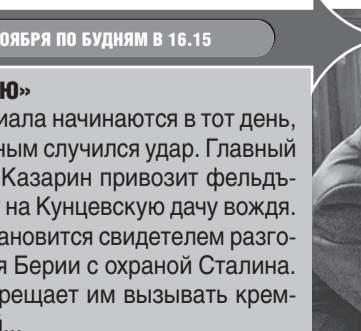 ОЯБРЯ ПО БУДНЯМ В 16.15
Ю»
иала начинаются в тот день,
ным случился удар. Главный
Казарин привозит фельдъ-
т на Кунцевскую дачу вождя.
ановится свидетелем разго-
я Берии с охраной Сталина.
рещает им вызывать крем-